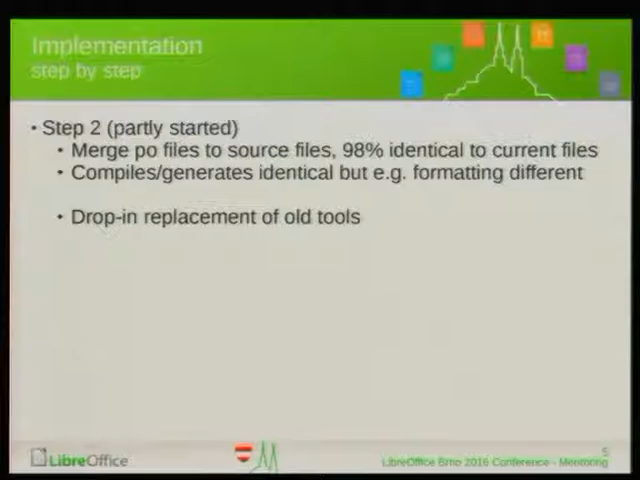 Implementation
step by step
• Step 2 (partly started)
• Merge po files to source files, 98% identical to current files
• Compiles/generates identical but e.g. formatting different
• Drop-in replacement of old tools
5
LibreOffice
LibreOffice Brno 2016 Conference - Mentoring